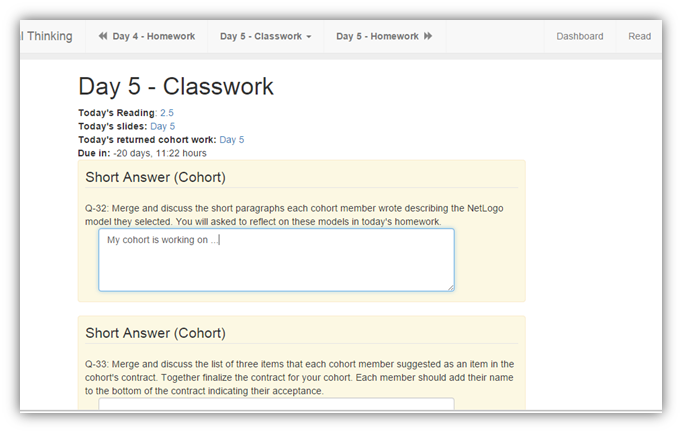 Thinking Day 4 - Homework Day 5 - Classwork Day 5 - Homework Dashboard Read
Day 5 - Classwork
Today's Reading: 2.5
Today's slides: Day 5
Today's returned cohort work: Day 5
Due in: -20 days, 11:22 hours
Short Answer (Cohort)
Q-32: Merge and discuss the short paragraphs each cohort member wrote describing the NetLogo
model they selected. You will asked to reflect on these models in today's homework.
My cohort is working on ...
Short Answer (Cohort)
Q-33: Merge and discuss the list of three items that each cohort member suggested as an item in the
cohort's contract. Together finalize the contract for your cohort. Each member should add their name
to the bottom of the contract indicating their acceptance.